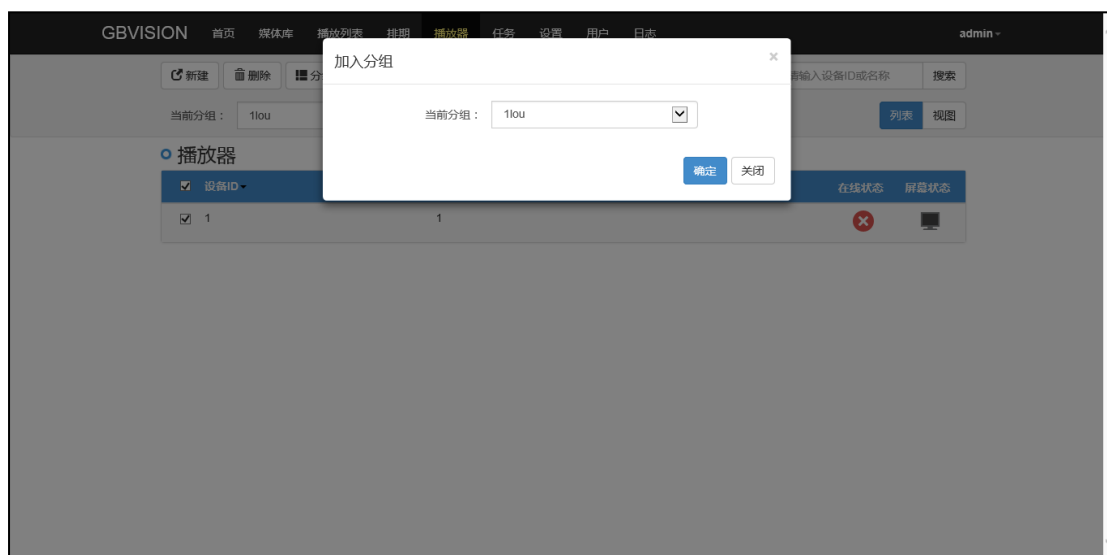 GBVISION 首页 媒体库 播放列表 排期 播放器 任务 设置 用户 日志 admin
加入分组 ×
新建 删除 分 请输入设备ID或名称 搜索
当前分组： 1lou 当前分组： 1lou 列表 视图
播放器
确定 关闭
设备ID 在线状态 屏幕状态
1 1